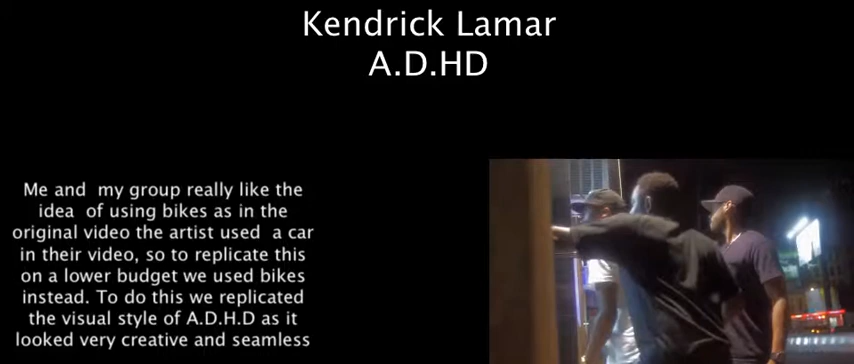 Kendrick Lamar
A.D.HD
Me and my group really like the
idea of using bikes as in the
original video the artist used a car
in their video, so to replicate this
on a lower budget we used bikes
instead. To do this we replicated
the visual style of A.D.H.D as it
looked very creative and seamless